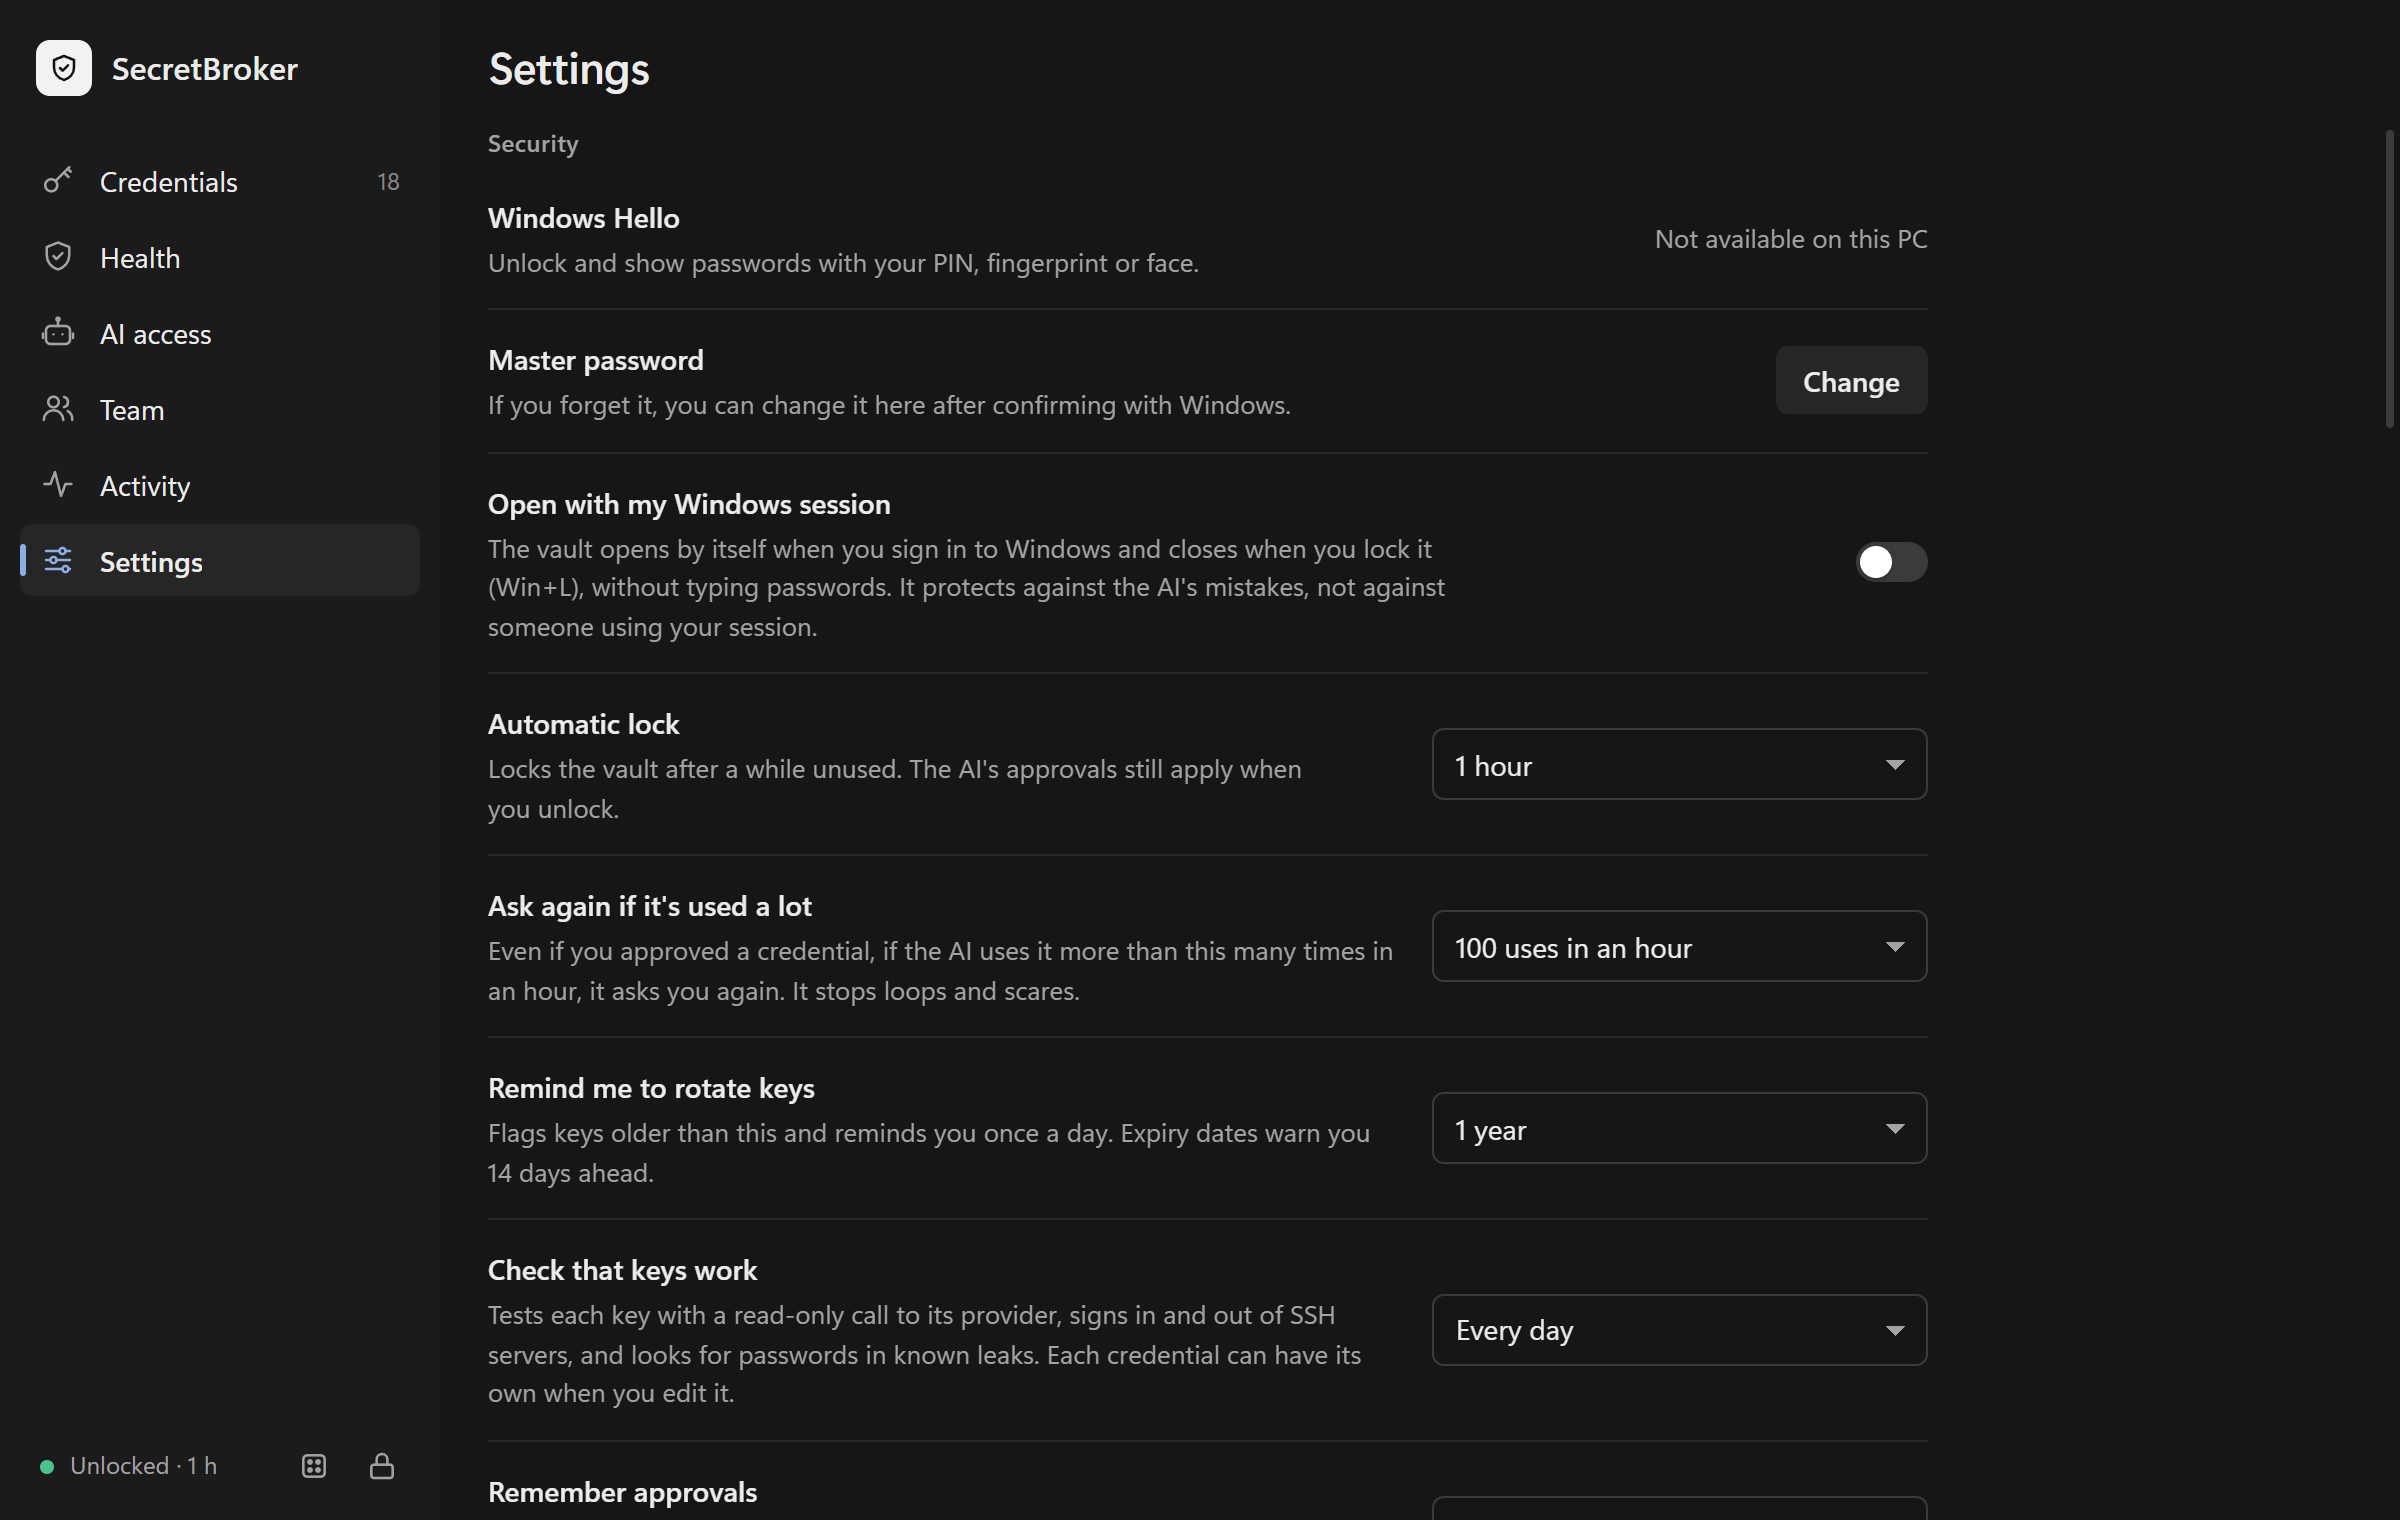 SecretBroker
Credentials 18
Health
AI access
Team
Activity
Settings
Unlocked · 1 h
Settings
Security
Windows Hello
Unlock and show passwords with your PIN, fingerprint or face.
Not available on this PC
Master password
If you forget it, you can change it here after confirming with Windows.
Change
Open with my Windows session
The vault opens by itself when you sign in to Windows and closes when you lock it
(Win+L), without typing passwords. It protects against the AI's mistakes, not against
someone using your session.
Automatic lock
Locks the vault after a while unused. The AI's approvals still apply when
you unlock.
1 hour
Ask again if it's used a lot
Even if you approved a credential, if the AI uses it more than this many times in
an hour, it asks you again. It stops loops and scares.
100 uses in an hour
Remind me to rotate keys
Flags keys older than this and reminds you once a day. Expiry dates warn you
14 days ahead.
1 year
Check that keys work
Tests each key with a read-only call to its provider, signs in and out of SSH
servers, and looks for passwords in known leaks. Each credential can have its
own when you edit it.
Every day
Remember approvals